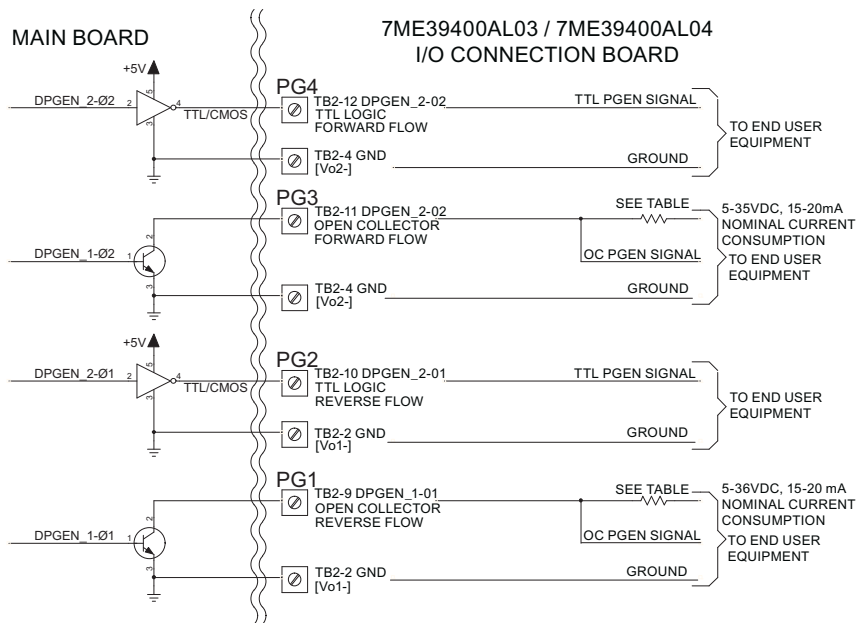 MAIN BOARD
7ME39400AL03 / 7ME39400AL04
I/O CONNECTION BOARD
+5V
PG4
DPGEN_2-Ø2
2
5
4
3
TTL/CMOS
TB2-12 DPGEN_2-02
TTL LOGIC
FORWARD FLOW
TTL PGEN SIGNAL
TO END USER
EQUIPMENT
TB2-4 GND
[Vo2-]
GROUND
PG3
TB2-11 DPGEN_2-02
OPEN COLLECTOR
FORWARD FLOW
SEE TABLE
5-35VDC, 15-20mA
NOMINAL CURRENT
CONSUMPTION
DPGEN_1-Ø2
1
2
3
OC PGEN SIGNAL
TO END USER
EQUIPMENT
TB2-4 GND
[Vo2-]
GROUND
+5V
PG2
DPGEN_2-Ø1
2
5
4
3
TTL/CMOS
TB2-10 DPGEN_2-01
TTL LOGIC
REVERSE FLOW
TTL PGEN SIGNAL
TO END USER
EQUIPMENT
TB2-2 GND
[Vo1-]
GROUND
PG1
TB2-9 DPGEN_1-01
OPEN COLLECTOR
REVERSE FLOW
SEE TABLE
5-36VDC, 15-20 mA
NOMINAL CURRENT
CONSUMPTION
DPGEN_1-Ø1
1
2
3
OC PGEN SIGNAL
TO END USER
EQUIPMENT
TB2-2 GND
[Vo1-]
GROUND